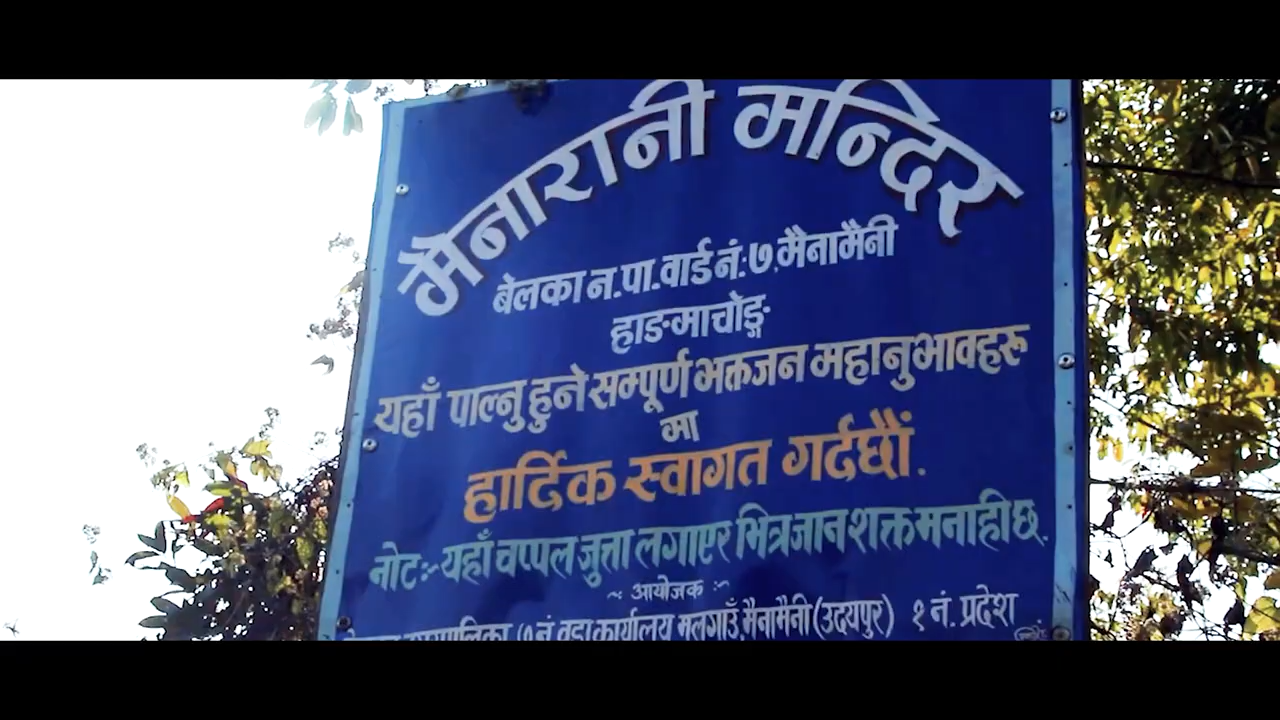 मैनारानी मन्दिर
बेलका न.पा.वार्ड नं.:७,मैनामैनी
हाङमाचोङ्ग
यहाँ पाल्नु हुने सम्पूर्ण भक्तजन महानुभावहरू
मा
हार्दिक स्वागत गर्दछौं.
नोट:- यहाँ चप्पल जुत्ता लगाएर भित्र जान शक्त मनाही छ.
~ आयोजक :~
७ नं वडा कार्यालय मलगाउँ,मैनामैनी (उदयपुर) १ नं. प्रदेश